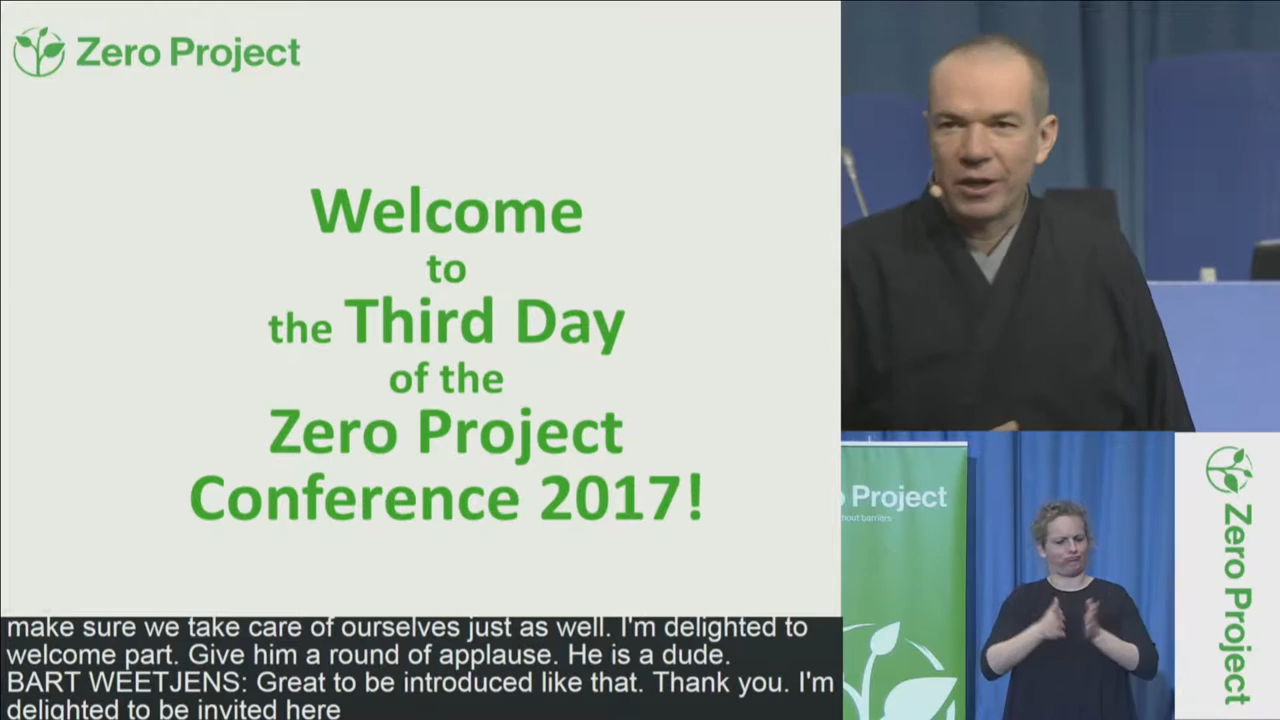 Zero Project
Welcome
to
the Third Day
of the
Zero Project
Conference 2017!
make sure we take care of ourselves just as well. I'm delighted to
welcome part. Give him a round of applause. He is a dude.
BART WEETJENS: Great to be introduced like that. Thank you. I'm
delighted to be invited here
o Project
hout barriers
Zero Project